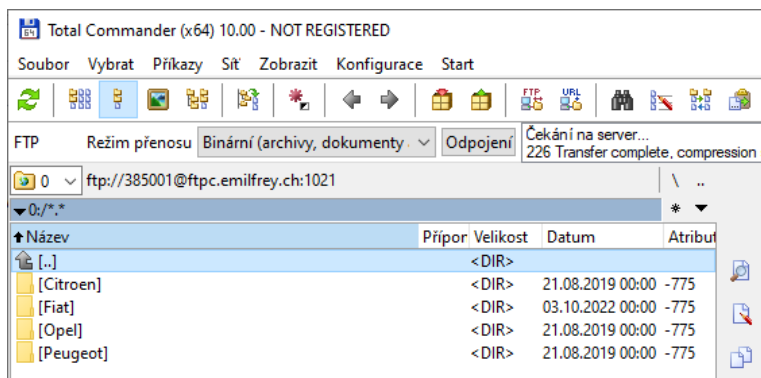 Total Commander (x64) 10.00 - NOT REGISTERED
Soubor Vybrat Příkazy Síť Zobrazit Konfigurace Start
FTP URL
FTP Režim přenosu Binární (archivy, dokumenty Odpojení Čekání na server...
226 Transfer complete, compression
0 ftp://385001@ftpc.emilfrey.ch:1021 \ ..
0:/*.* *
Název Přípor Velikost Datum Atribut
[..] <DIR>
[Citroen] <DIR> 21.08.2019 00:00 -775
[Fiat] <DIR> 03.10.2022 00:00 -775
[Opel] <DIR> 21.08.2019 00:00 -775
[Peugeot] <DIR> 21.08.2019 00:00 -775